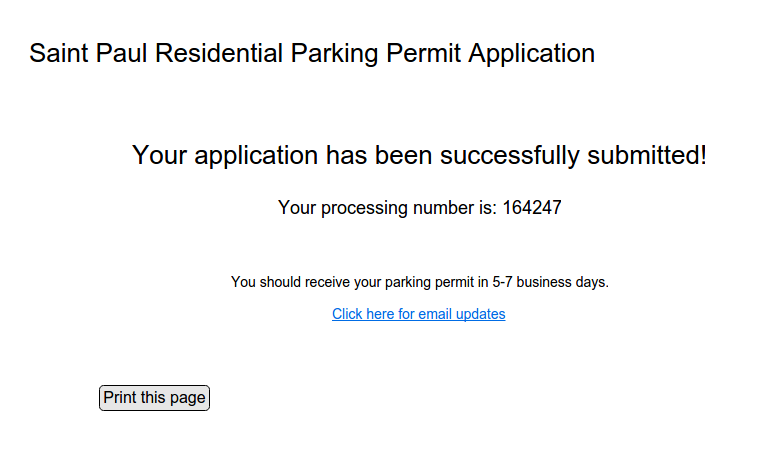 Saint Paul Residential Parking Permit Application
Your application has been successfully submitted!
Your processing number is: 164247
You should receive your parking permit in 5-7 business days.
Click here for email updates
Print this page